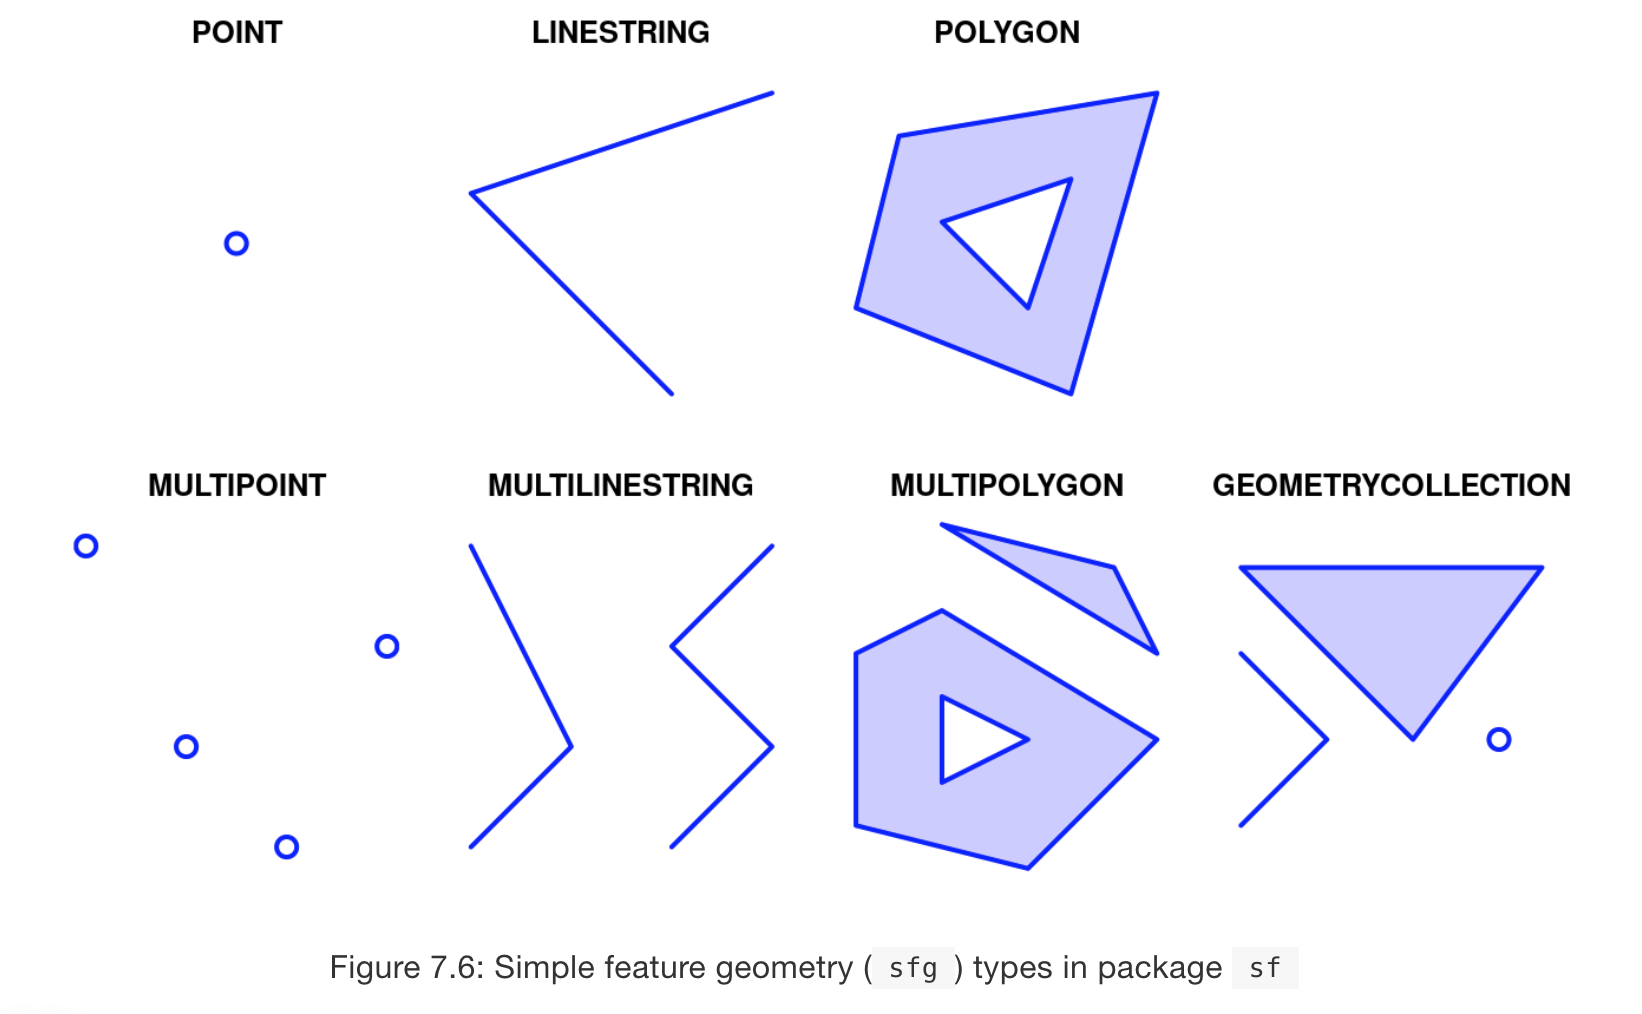 POINT LINESTRING POLYGON
MULTIPOINT MULTILINESTRING MULTIPOLYGON GEOMETRYCOLLECTION
Figure 7.6: Simple feature geometry ( sfg ) types in package sf